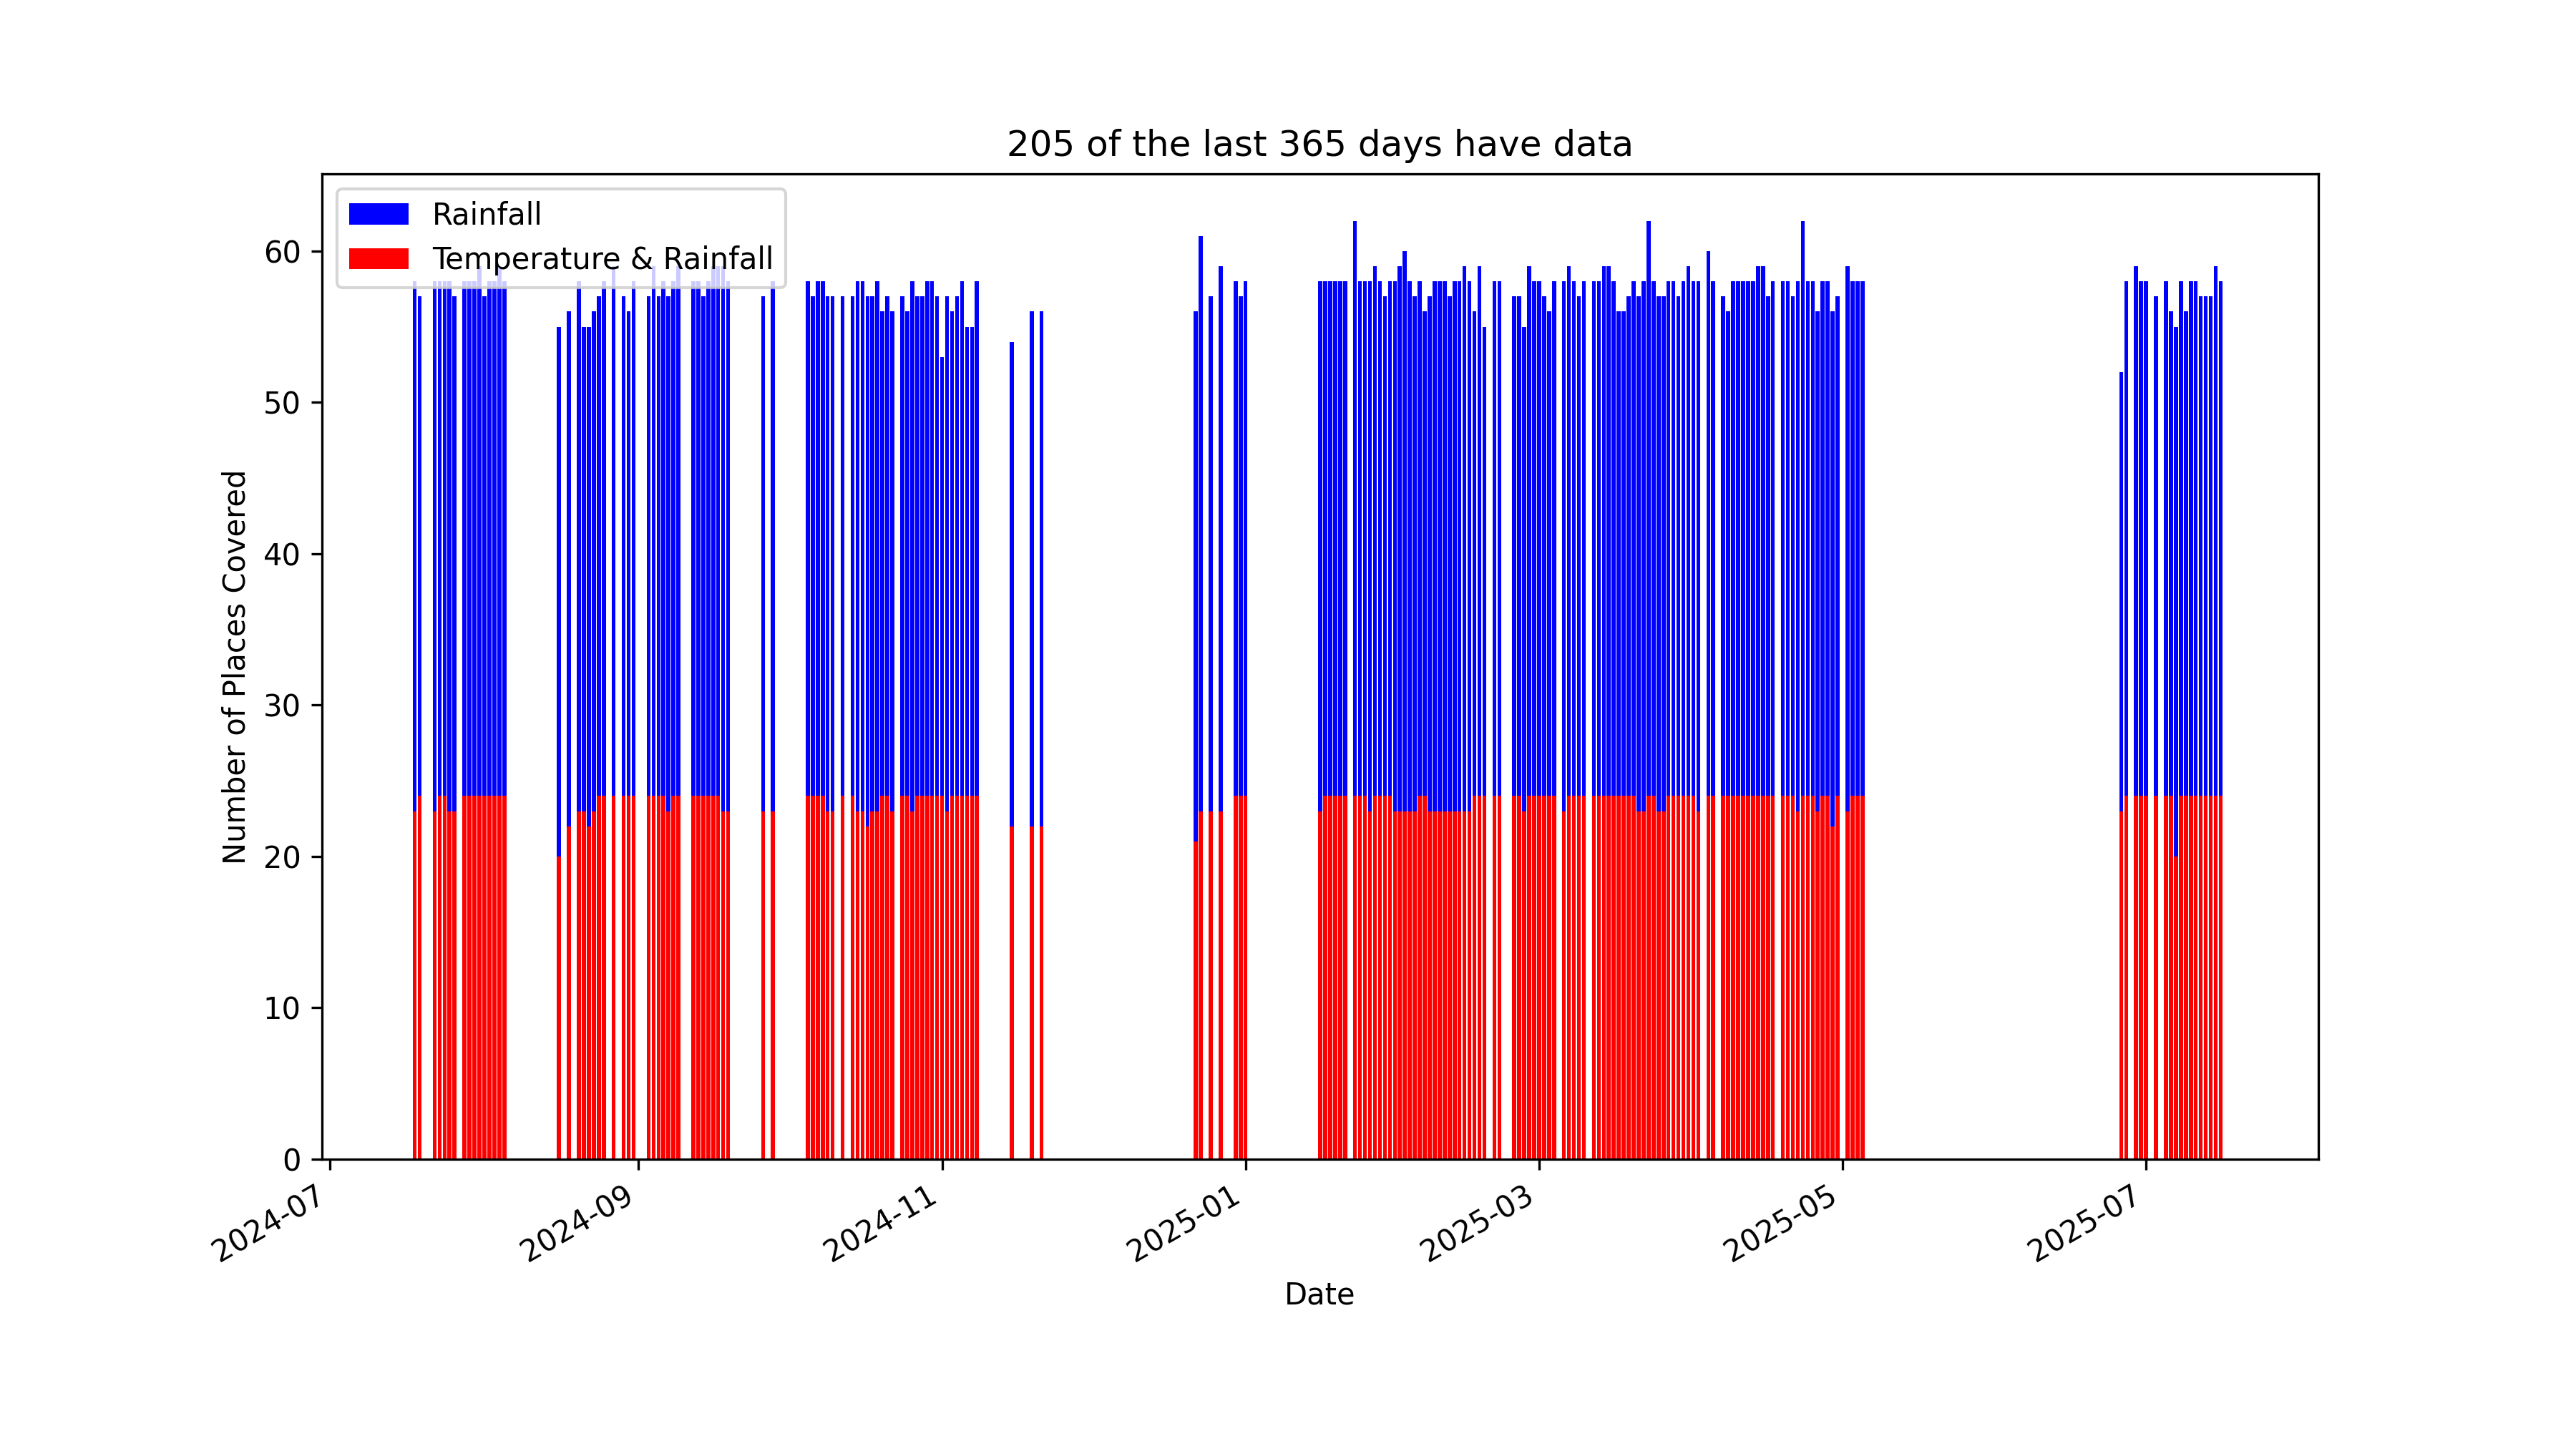 205 of the last 365 days have data
Rainfall
Temperature & Rainfall
60
50
40
30
20
10
0
Number of Places Covered
2024-07
2024-09
2024-11
2025-01
2025-03
2025-05
2025-07
Date